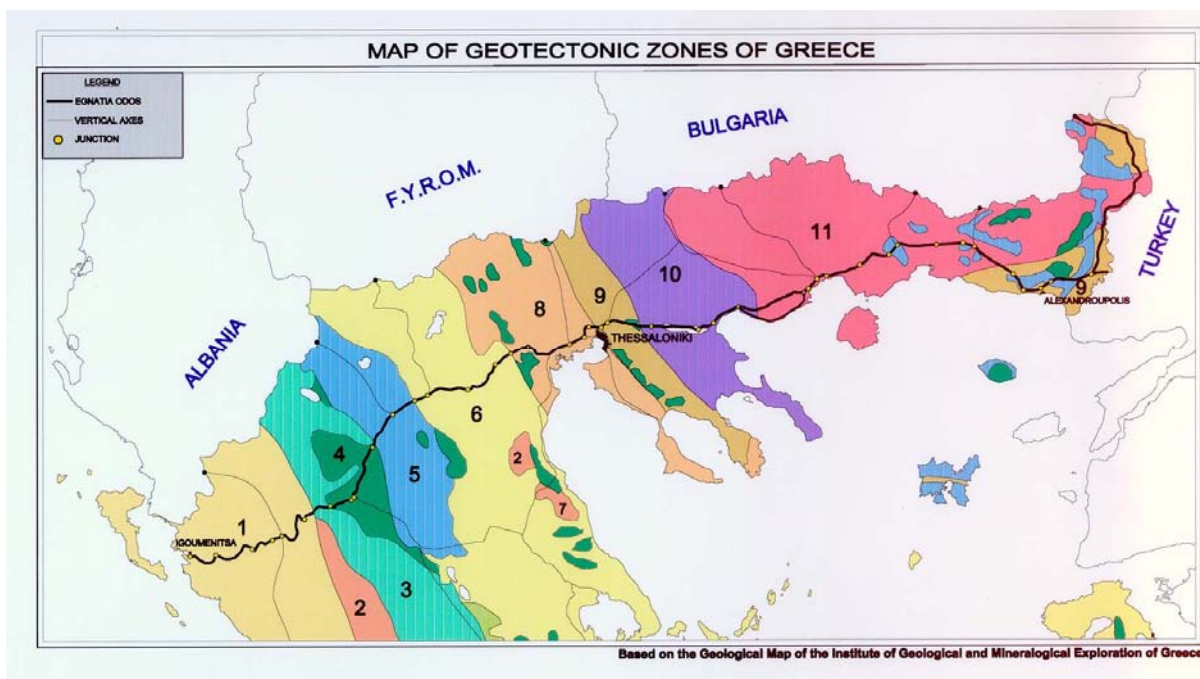 MAP OF GEOTECTONIC ZONES OF GREECE
LEGEND
EGNATIA ODOS
VERTICAL AXES
JUNCTION
BULGARIA
F.Y.R.O.M.
TURKEY
ALBANIA
11
10
9
8
9
ALEXANDROUPOLIS
THESSALONIKI
6
4
5
2
7
1
IGOUMENITSA
3
2
Based on the Geological Map of the Institute of Geological and Mineralogical Exploration of Greece